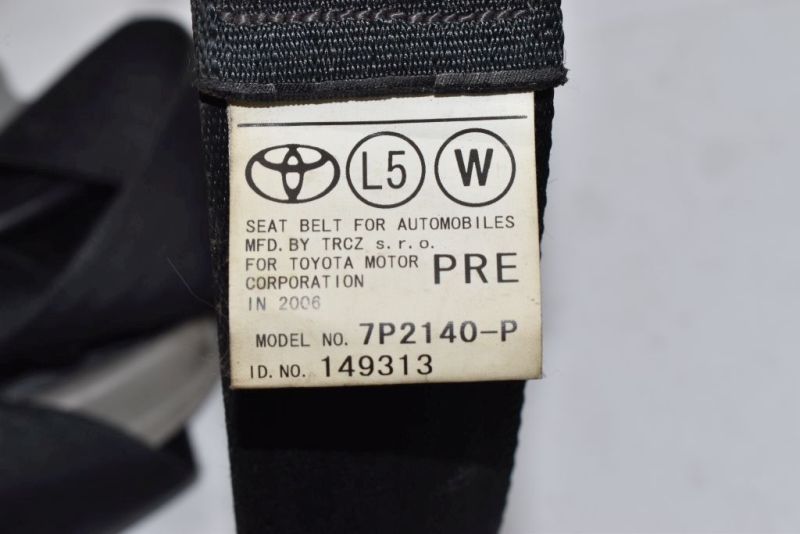 L5 W
SEAT BELT FOR AUTOMOBILES
MFD. BY TRCZ s.r.o.
FOR TOYOTA MOTOR
CORPORATION
PRE
IN 2006
MODEL NO. 7P2140-P
ID. NO. 149313